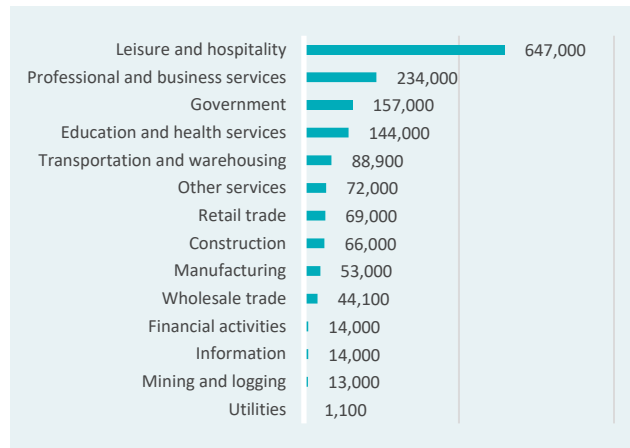 Leisure and hospitality 647,000
Professional and business services 234,000
Government 157,000
Education and health services 144,000
Transportation and warehousing 88,900
Other services 72,000
Retail trade 69,000
Construction 66,000
Manufacturing 53,000
Wholesale trade 44,100
Financial activities 14,000
Information 14,000
Mining and logging 13,000
Utilities 1,100